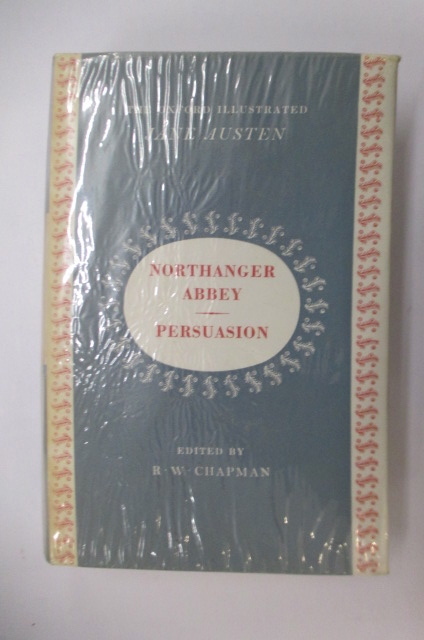 THE OXFORD ILLUSTRATED
JANE AUSTEN
NORTHANGER
ABBEY
PERSUASION
EDITED BY
R·W·CHAPMAN